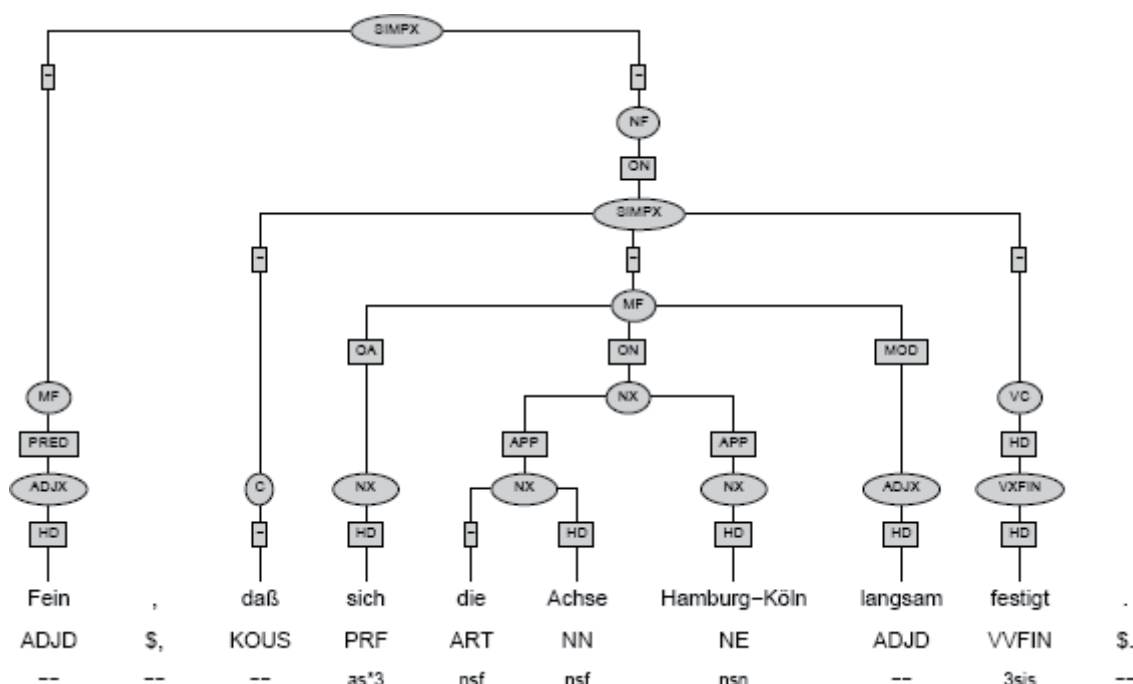 SIMPX
- -
NF
ON
SIMPX
- - -
MF
OA ON MOD
MF NX VC
PRED APP APP HD
ADJX C NX NX NX ADJX VXFIN
HD - HD - HD HD HD HD
Fein , daß sich die Achse Hamburg-Köln langsam festigt .
ADJD $, KOUS PRF ART NN NE ADJD VVFIN $.
-- -- -- as*3 nsf nsf nsn -- 3sis --